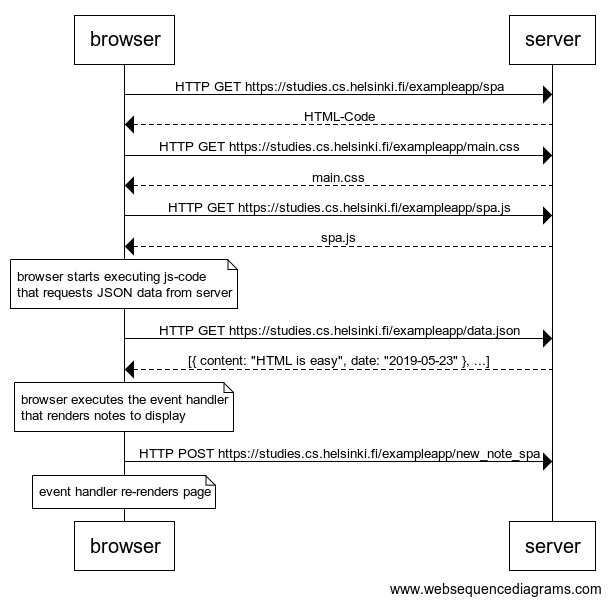 browser
server
HTTP GET https://studies.cs.helsinki.fi/exampleapp/spa
HTML-Code
HTTP GET https://studies.cs.helsinki.fi/exampleapp/main.css
main.css
HTTP GET https://studies.cs.helsinki.fi/exampleapp/spa.js
spa.js
browser starts executing js-code
that requests JSON data from server
HTTP GET https://studies.cs.helsinki.fi/exampleapp/data.json
[{ content: "HTML is easy", date: "2019-05-23" }, ...]
browser executes the event handler
that renders notes to display
HTTP POST https://studies.cs.helsinki.fi/exampleapp/new_note_spa
event handler re-renders page
browser
server
www.websequencediagrams.com